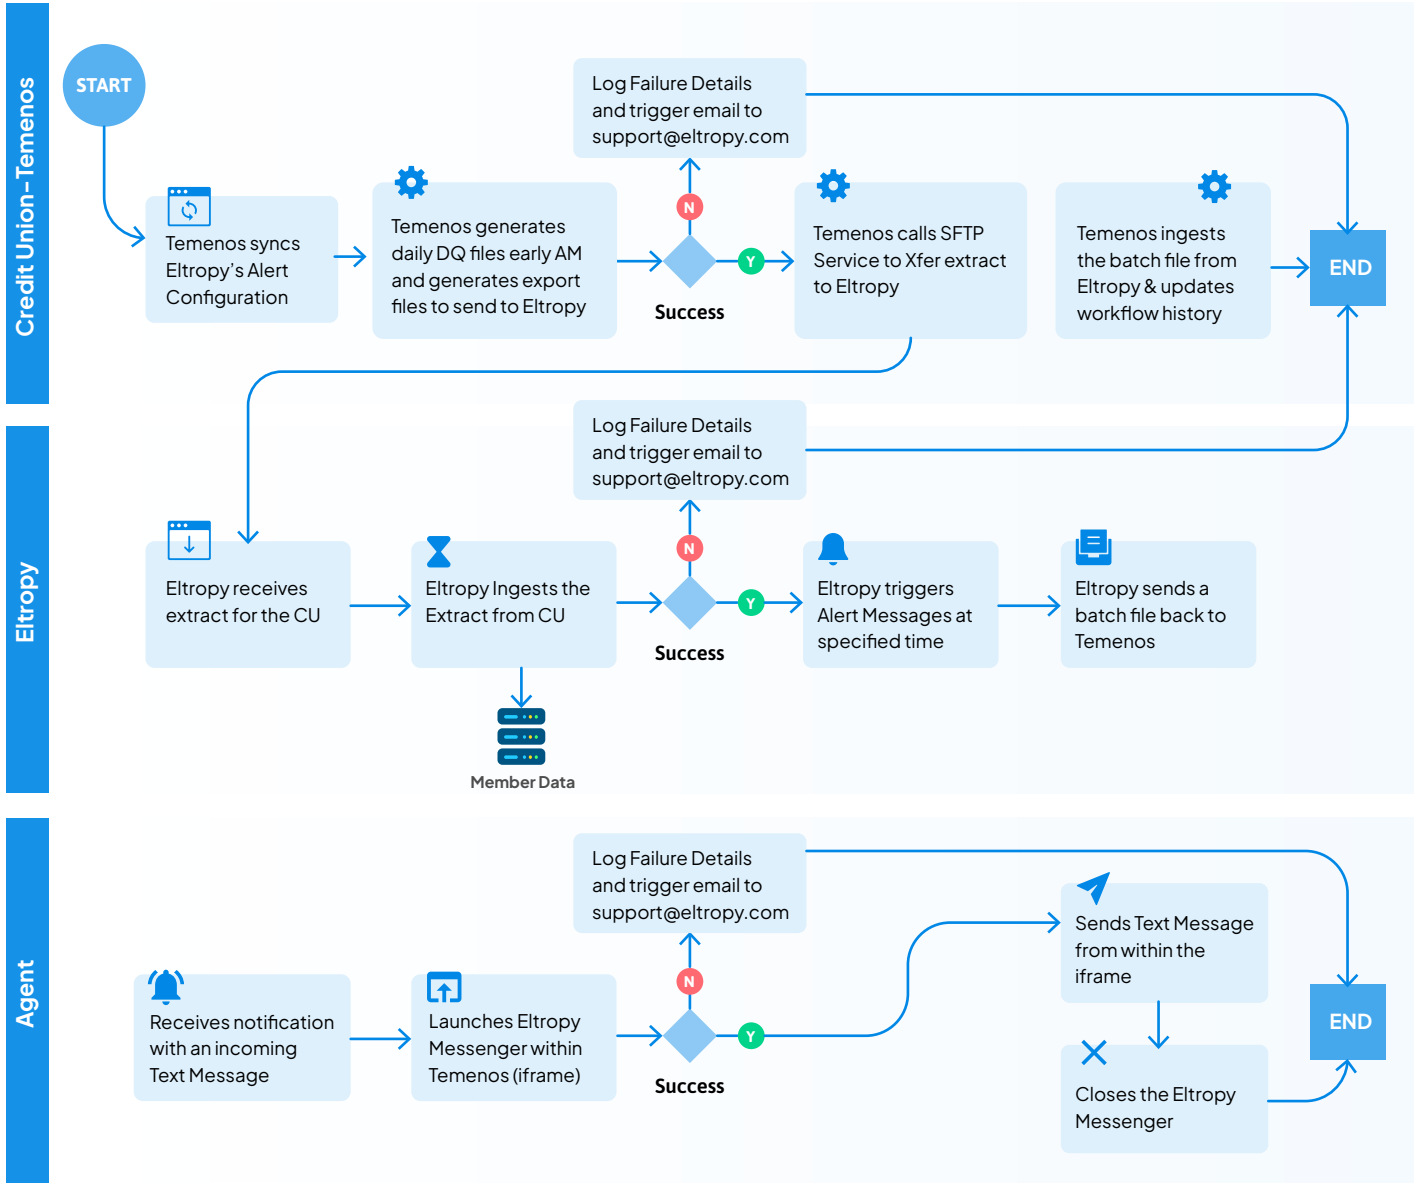 Credit Union-Temenos
START
Log Failure Details
and trigger email to
support@eltropy.com
N
Temenos syncs
Eltropy's Alert
Configuration
Temenos generates
daily DQ files early AM
and generates export
files to send to Eltropy
Y
Success
Temenos calls SFTP
Service to Xfer extract
to Eltropy
Temenos ingests
the batch file from
Eltropy & updates
workflow history
END
Eltropy
Log Failure Details
and trigger email to
support@eltropy.com
N
Eltropy receives
extract for the CU
Eltropy Ingests the
Extract from CU
Y
Success
Eltropy triggers
Alert Messages at
specified time
Eltropy sends a
batch file back to
Temenos
Member Data
Agent
Log Failure Details
and trigger email to
support@eltropy.com
N
Receives notification
with an incoming
Text Message
Launches Eltropy
Messenger within
Temenos (iframe)
Y
Success
Sends Text Message
from within the
iframe
Closes the Eltropy
Messenger
END